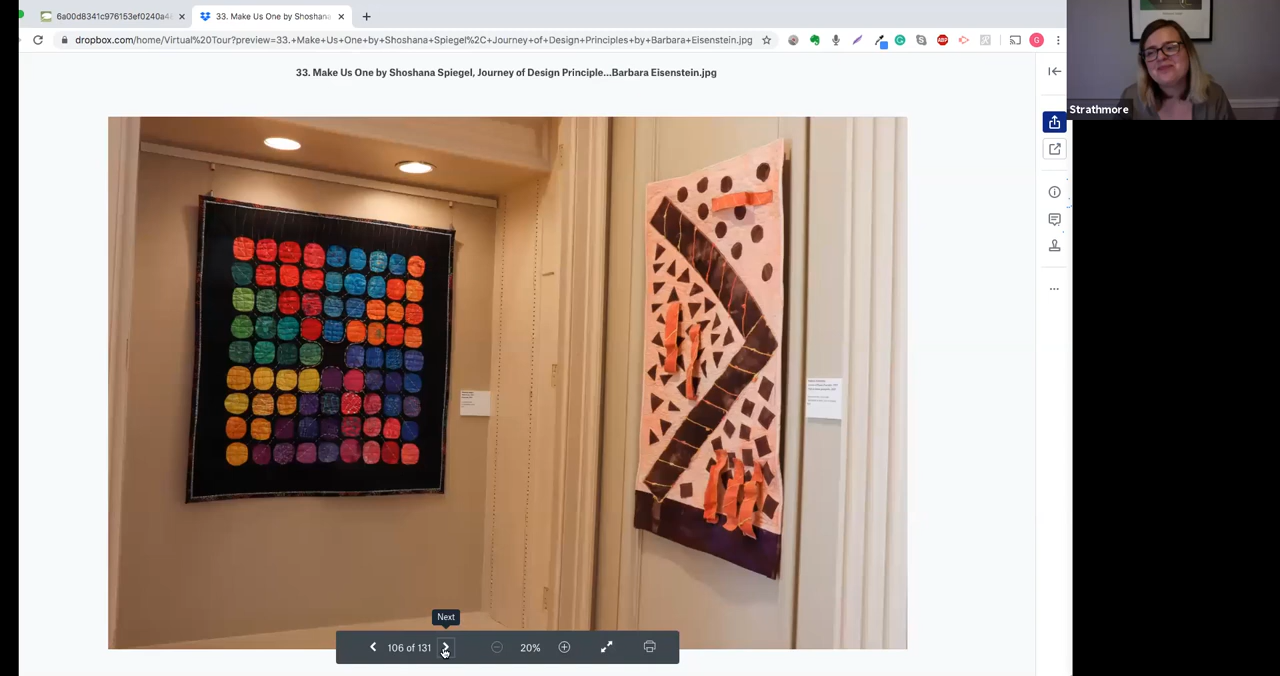 6a00d8341c976153ef0240a4
33. Make Us One by Shoshana
dropbox.com/home/Virtual%20Tour?preview=33.+Make+Us+One+by+Shoshana+Spiegel%2C+Journey+of+Design+Principles+by+Barbara+Eisenstein.jpg
33. Make Us One by Shoshana Spiegel, Journey of Design Principle...Barbara Eisenstein.jpg
Strathmore
Next
106 of 131
20%